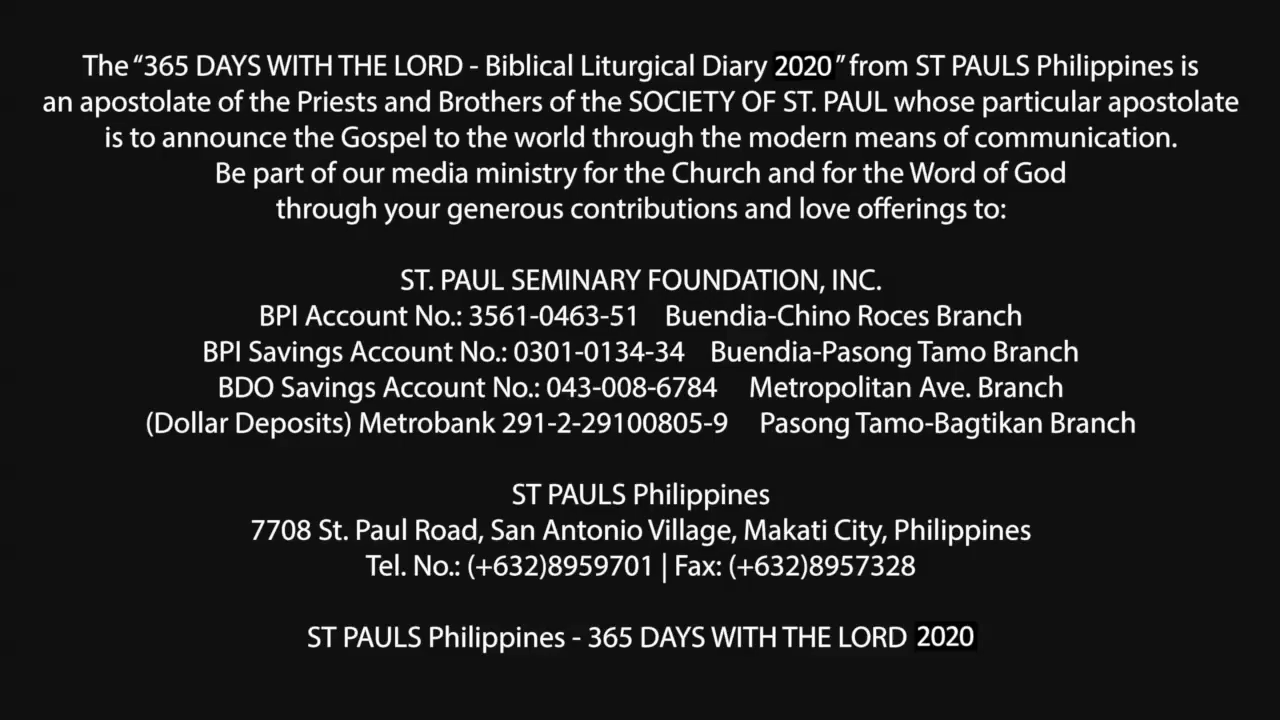 The “365 DAYS WITH THE LORD - Biblical Liturgical Diary 2020” from ST PAULS Philippines is
an apostolate of the Priests and Brothers of the SOCIETY OF ST. PAUL whose particular apostolate
is to announce the Gospel to the world through the modern means of communication.
Be part of our media ministry for the Church and for the Word of God
through your generous contributions and love offerings to:
ST. PAUL SEMINARY FOUNDATION, INC.
BPI Account No.: 3561-0463-51 Buendia-Chino Roces Branch
BPI Savings Account No.: 0301-0134-34 Buendia-Pasong Tamo Branch
BDO Savings Account No.: 043-008-6784 Metropolitan Ave. Branch
(Dollar Deposits) Metrobank 291-2-29100805-9 Pasong Tamo-Bagtikan Branch
ST PAULS Philippines
7708 St. Paul Road, San Antonio Village, Makati City, Philippines
Tel. No.: (+632)8959701 | Fax: (+632)8957328
ST PAULS Philippines - 365 DAYS WITH THE LORD 2020